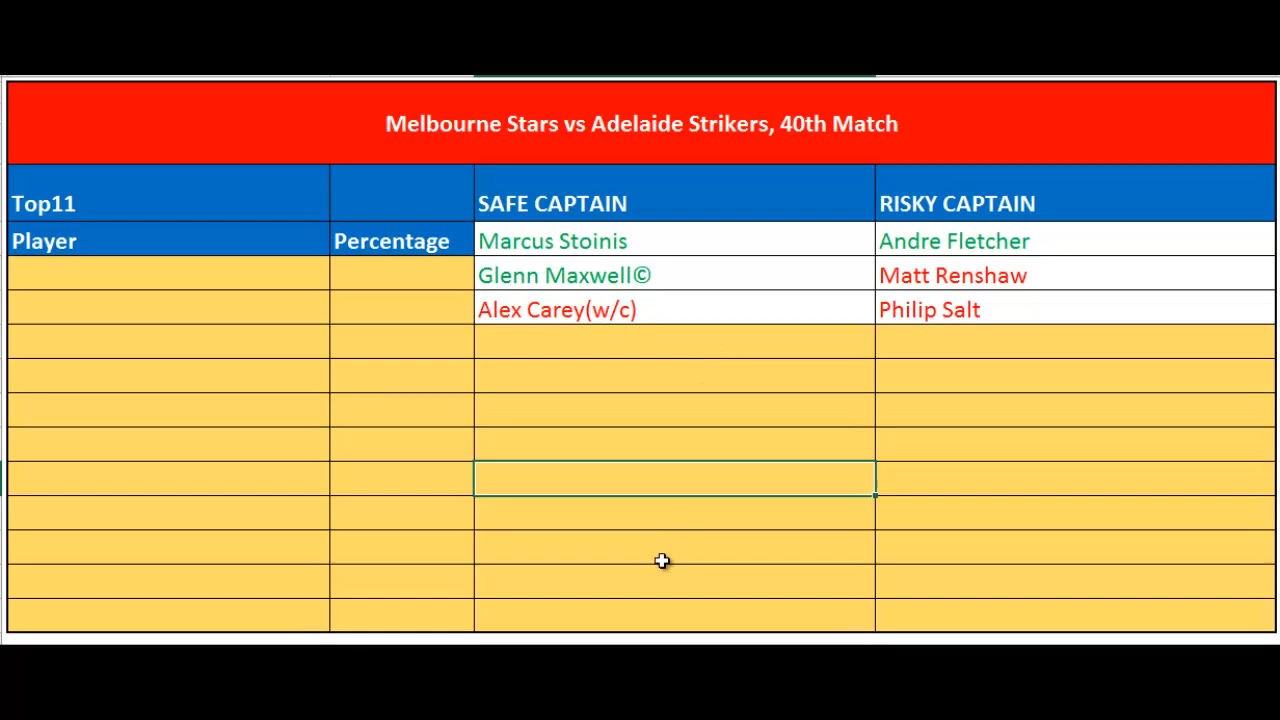 Melbourne Stars vs Adelaide Strikers, 40th Match
Top11 SAFE CAPTAIN RISKY CAPTAIN
Player Percentage Marcus Stoinis Andre Fletcher
Glenn Maxwell© Matt Renshaw
Alex Carey(w/c) Philip Salt